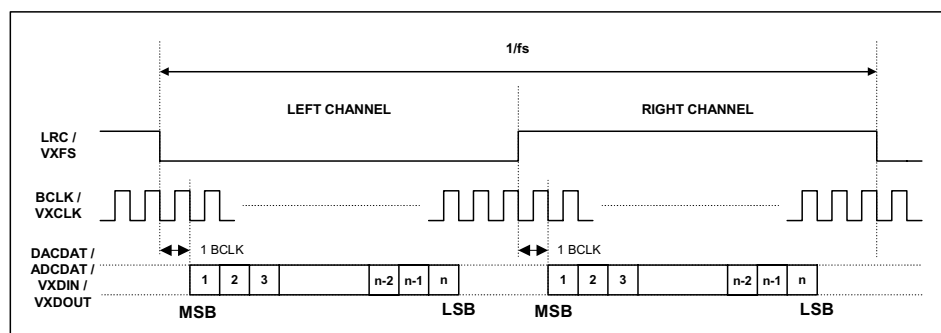 1/fs
LEFT CHANNEL
RIGHT CHANNEL
LRC /
VXFS
BCLK /
VXCLK
1 BCLK
1 BCLK
DACDAT /
ADCDAT /
VXDIN /
VXDOUT
1 2 3 n-2 n-1 n
1 2 3 n-2 n-1 n
MSB LSB MSB LSB